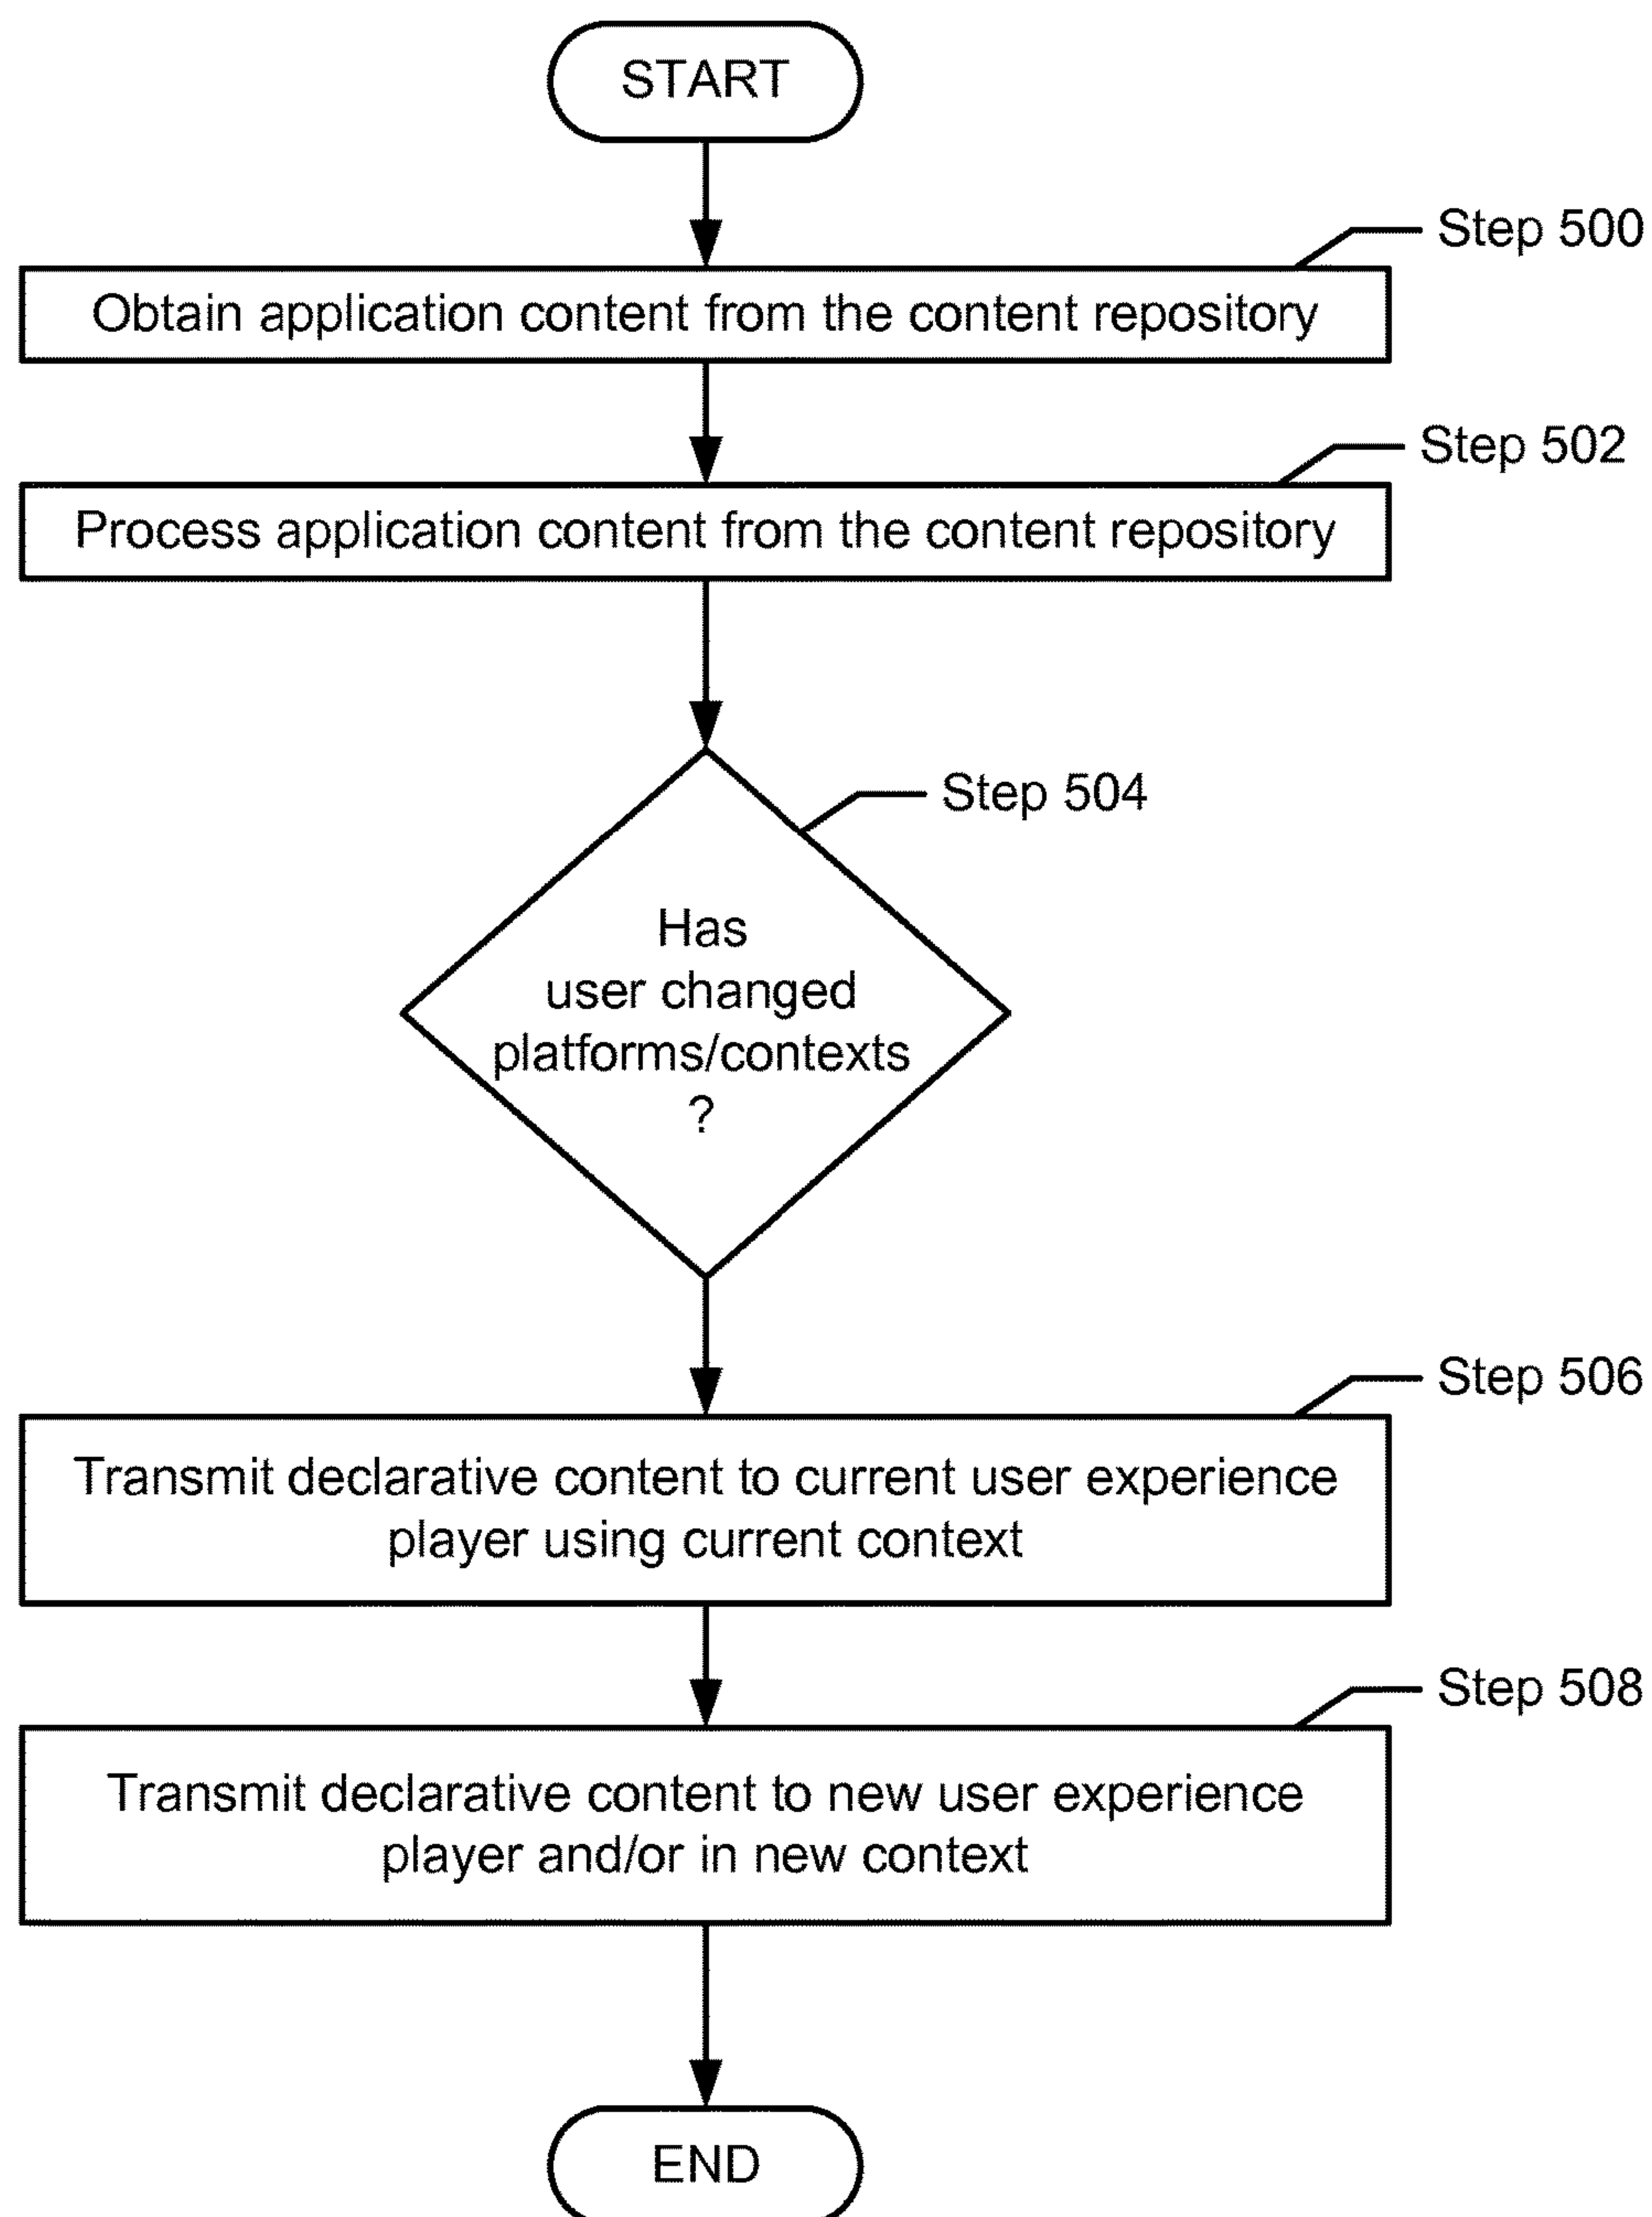 START
Step 500
Obtain application content from the content repository
Step 502
Process application content from the content repository
Step 504
Has
user changed
platforms/contexts
?
Step 506
Transmit declarative content to current user experience
player using current context
Step 508
Transmit declarative content to new user experience
player and/or in new context
END